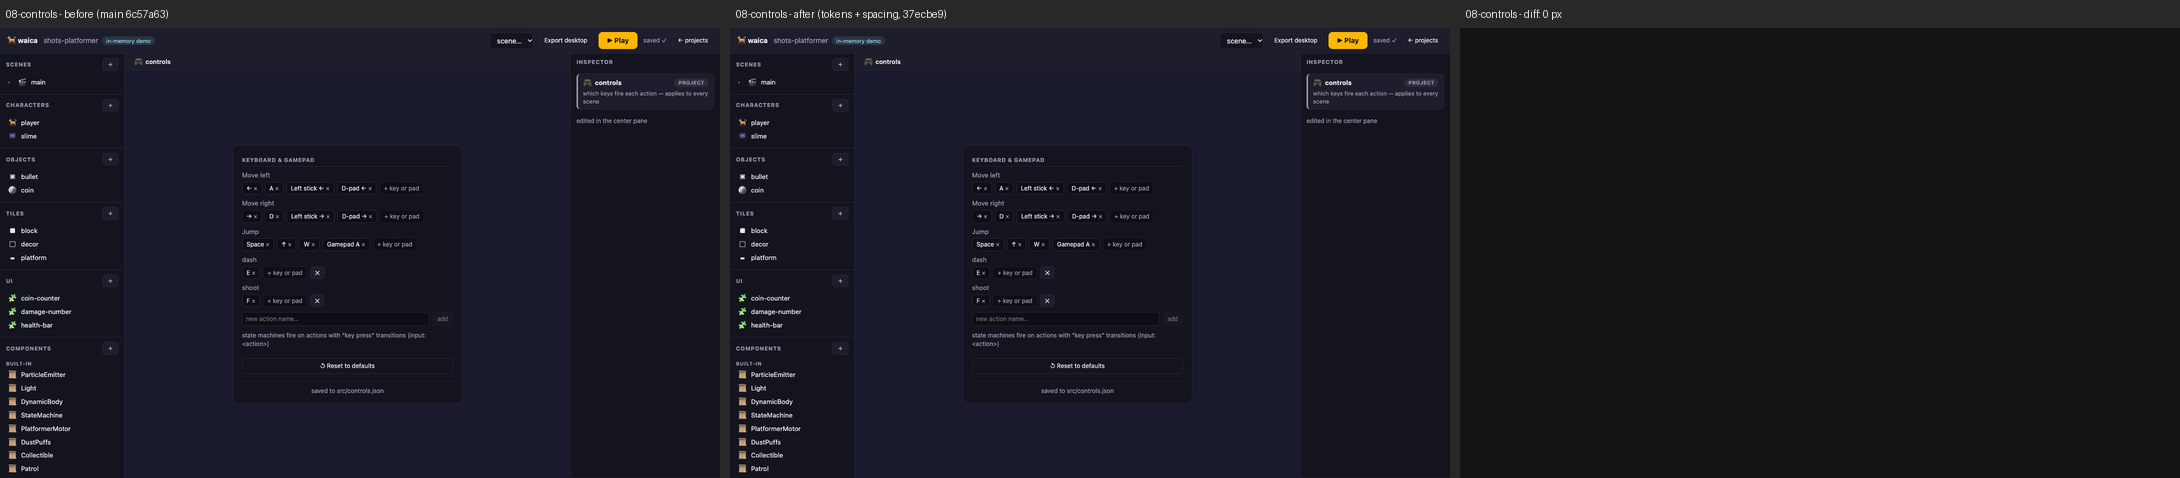 08-controls - before (main 6c57a63)
waica shots-platformer in-memory demo scene... Export desktop ▶ Play saved ✓ ← projects
SCENES +
main
CHARACTERS +
player
slime
OBJECTS +
bullet
coin
TILES +
block
decor
platform
UI +
coin-counter
damage-number
health-bar
COMPONENTS +
BUILT-IN
ParticleEmitter
Light
DynamicBody
StateMachine
PlatformerMotor
DustPuffs
Collectible
Patrol
controls
KEYBOARD & GAMEPAD
Move left
← × A × Left stick ← × D-pad ← × + key or pad
Move right
→ × D × Left stick → × D-pad → × + key or pad
Jump
Space × ↑ × W × Gamepad A × + key or pad
dash
E × + key or pad ✕
shoot
F × + key or pad ✕
new action name... add
state machines fire on actions with "key press" transitions (input:
<action>)
↺ Reset to defaults
saved to src/controls.json
INSPECTOR
controls PROJECT
which keys fire each action — applies to every
scene
edited in the center pane
08-controls - after (tokens + spacing, 37ecbe9)
waica shots-platformer in-memory demo scene... Export desktop ▶ Play saved ✓ ← projects
SCENES +
main
CHARACTERS +
player
slime
OBJECTS +
bullet
coin
TILES +
block
decor
platform
UI +
coin-counter
damage-number
health-bar
COMPONENTS +
BUILT-IN
ParticleEmitter
Light
DynamicBody
StateMachine
PlatformerMotor
DustPuffs
Collectible
Patrol
controls
KEYBOARD & GAMEPAD
Move left
← × A × Left stick ← × D-pad ← × + key or pad
Move right
→ × D × Left stick → × D-pad → × + key or pad
Jump
Space × ↑ × W × Gamepad A × + key or pad
dash
E × + key or pad ✕
shoot
F × + key or pad ✕
new action name... add
state machines fire on actions with "key press" transitions (input:
<action>)
↺ Reset to defaults
saved to src/controls.json
INSPECTOR
controls PROJECT
which keys fire each action — applies to every
scene
edited in the center pane
08-controls - diff: 0 px